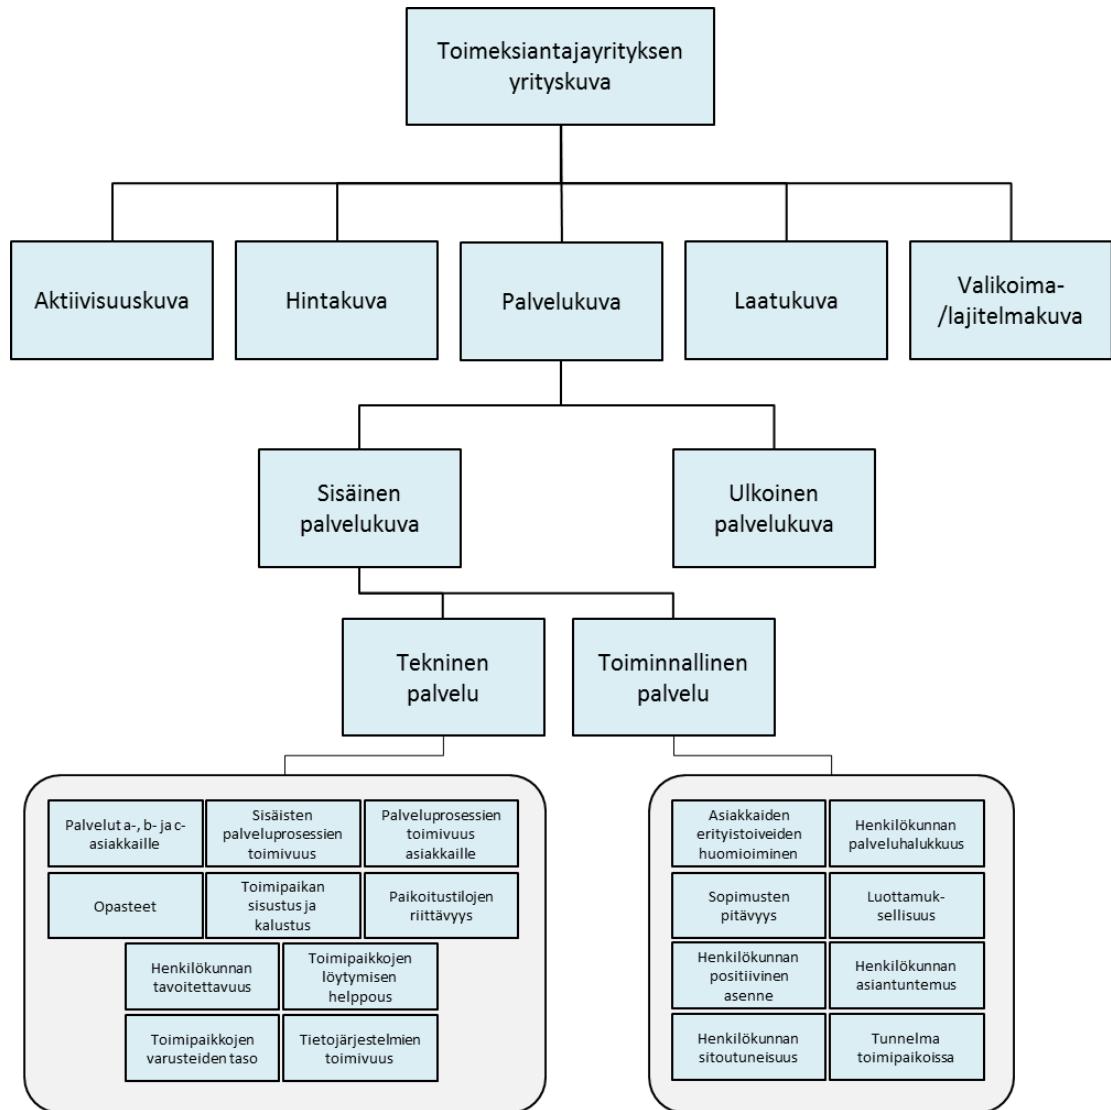 Toimeksiantajayrityksen
yrityskuva
Aktiivisuuskuva
Hintakuva
Palvelukuva
Laatukuva
Valikoima-
/lajitelmakuva
Sisäinen
palvelukuva
Ulkoinen
palvelukuva
Tekninen
palvelu
Toiminnallinen
palvelu
Palvelut a-, b- ja c-
asiakkaille
Sisäisten
palveluprosessien
toimivuus
Palveluprosessien
toimivuus
asiakkaille
Opasteet
Toimipaikan
sisustus ja
kalustus
Paikoitustilojen
riittävyys
Henkilökunnan
tavoitettavuus
Toimipaikkojen
löytymisen
helppous
Toimipaikkojen
varusteiden taso
Tietojärjestelmien
toimivuus
Asiakkaiden
erityistoiveiden
huomioiminen
Henkilökunnan
palveluhalukkuus
Sopimusten
pitävyys
Luottamuk-
sellisuus
Henkilökunnan
positiivinen
asenne
Henkilökunnan
asiantuntemus
Henkilökunnan
sitoutuneisuus
Tunnelma
toimipaikoissa